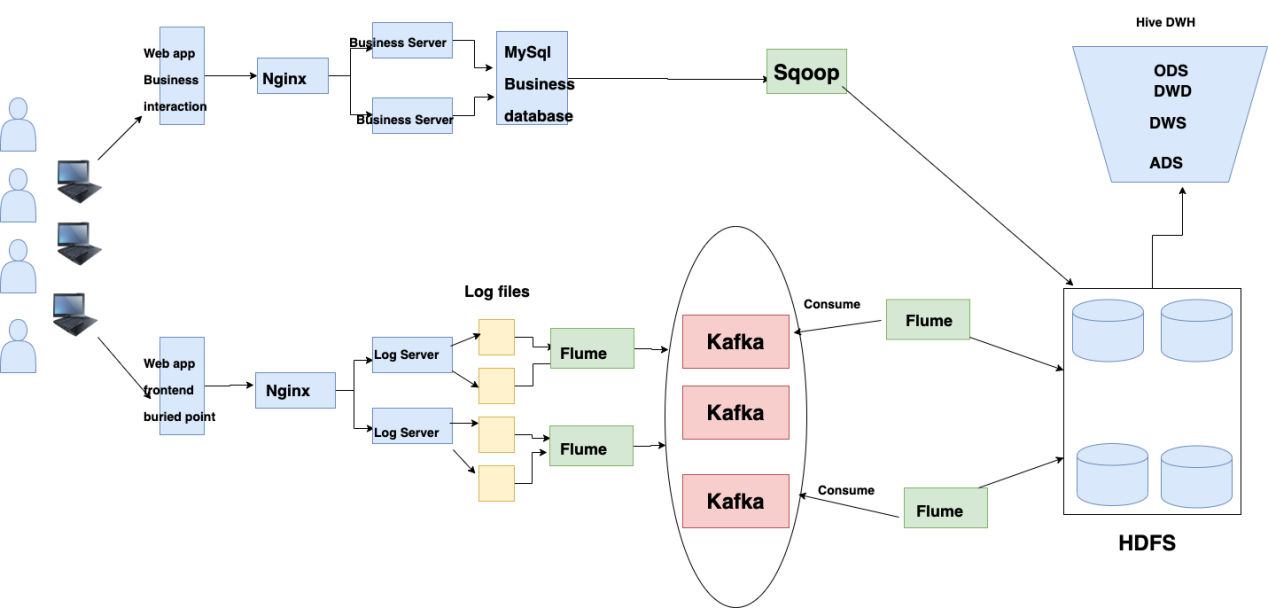 Hive DWH
Web app
Business
interaction
Nginx
Business Server
Business Server
MySql
Business
database
Sqoop
ODS
DWD
DWS
ADS
Log files
Web app
frontend
buried point
Nginx
Log Server
Log Server
Flume
Flume
Kafka
Kafka
Kafka
Consume
Consume
Flume
Flume
HDFS